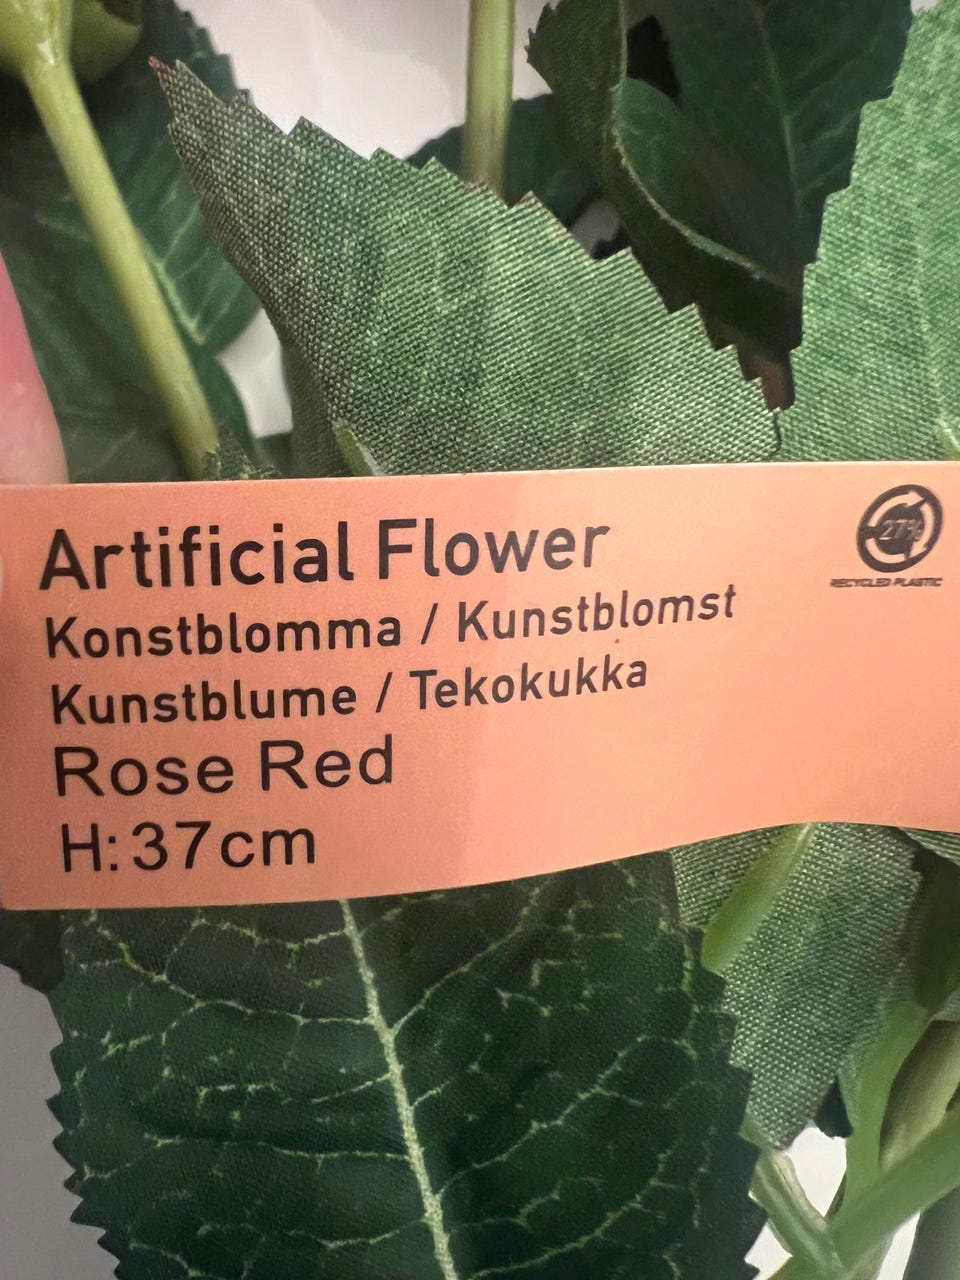 Artificial Flower
27%
RECYCLED PLASTIC
Konstblomma / Kunstblomst
Kunstblume / Tekokukka
Rose Red
H: 37cm